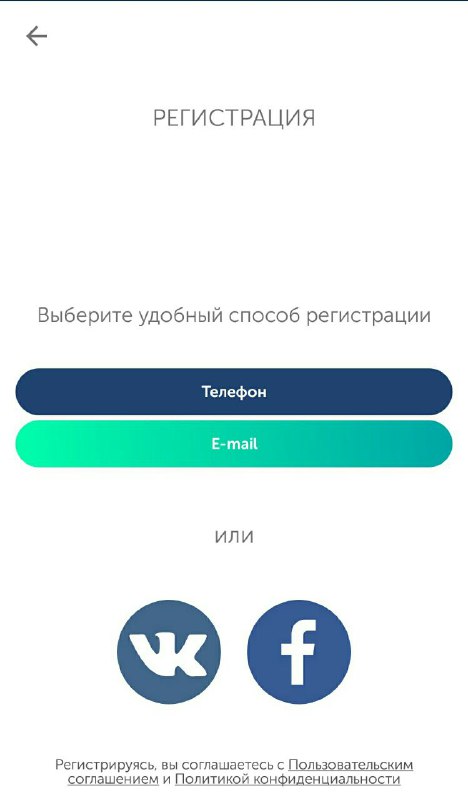 РЕГИСТРАЦИЯ
Выберите удобный способ регистрации
Телефон
E-mail
или
Регистрируясь, вы соглашаетесь с Пользовательским
соглашением и Политикой конфиденциальности